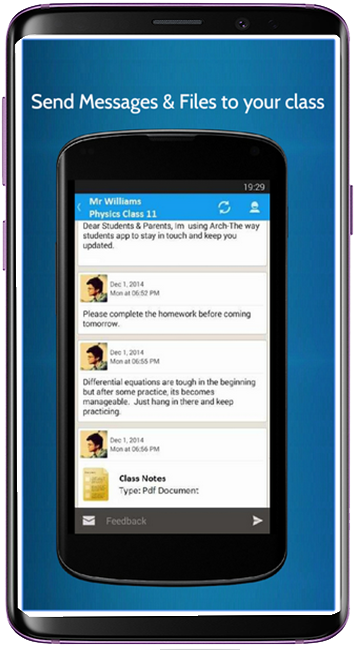 Send Messages & Files to your class
19:29
Mr Williams
Physics Class 11
Dear Students & Parents, Im using Arch-The way
students app to stay in touch and keep you
updated.
Dec 1, 2014
Mon at 06:52 PM
Please complete the homework before coming
tomorrow.
Dec 1, 2014
Mon at 06:55 PM
Differential equations are tough in the beginning
but after some practice, its becomes
manageable. Just hang in there and keep
practicing.
Dec 1, 2014
Mon at 06:56 PM
Class Notes
Type: Pdf Document
Feedback